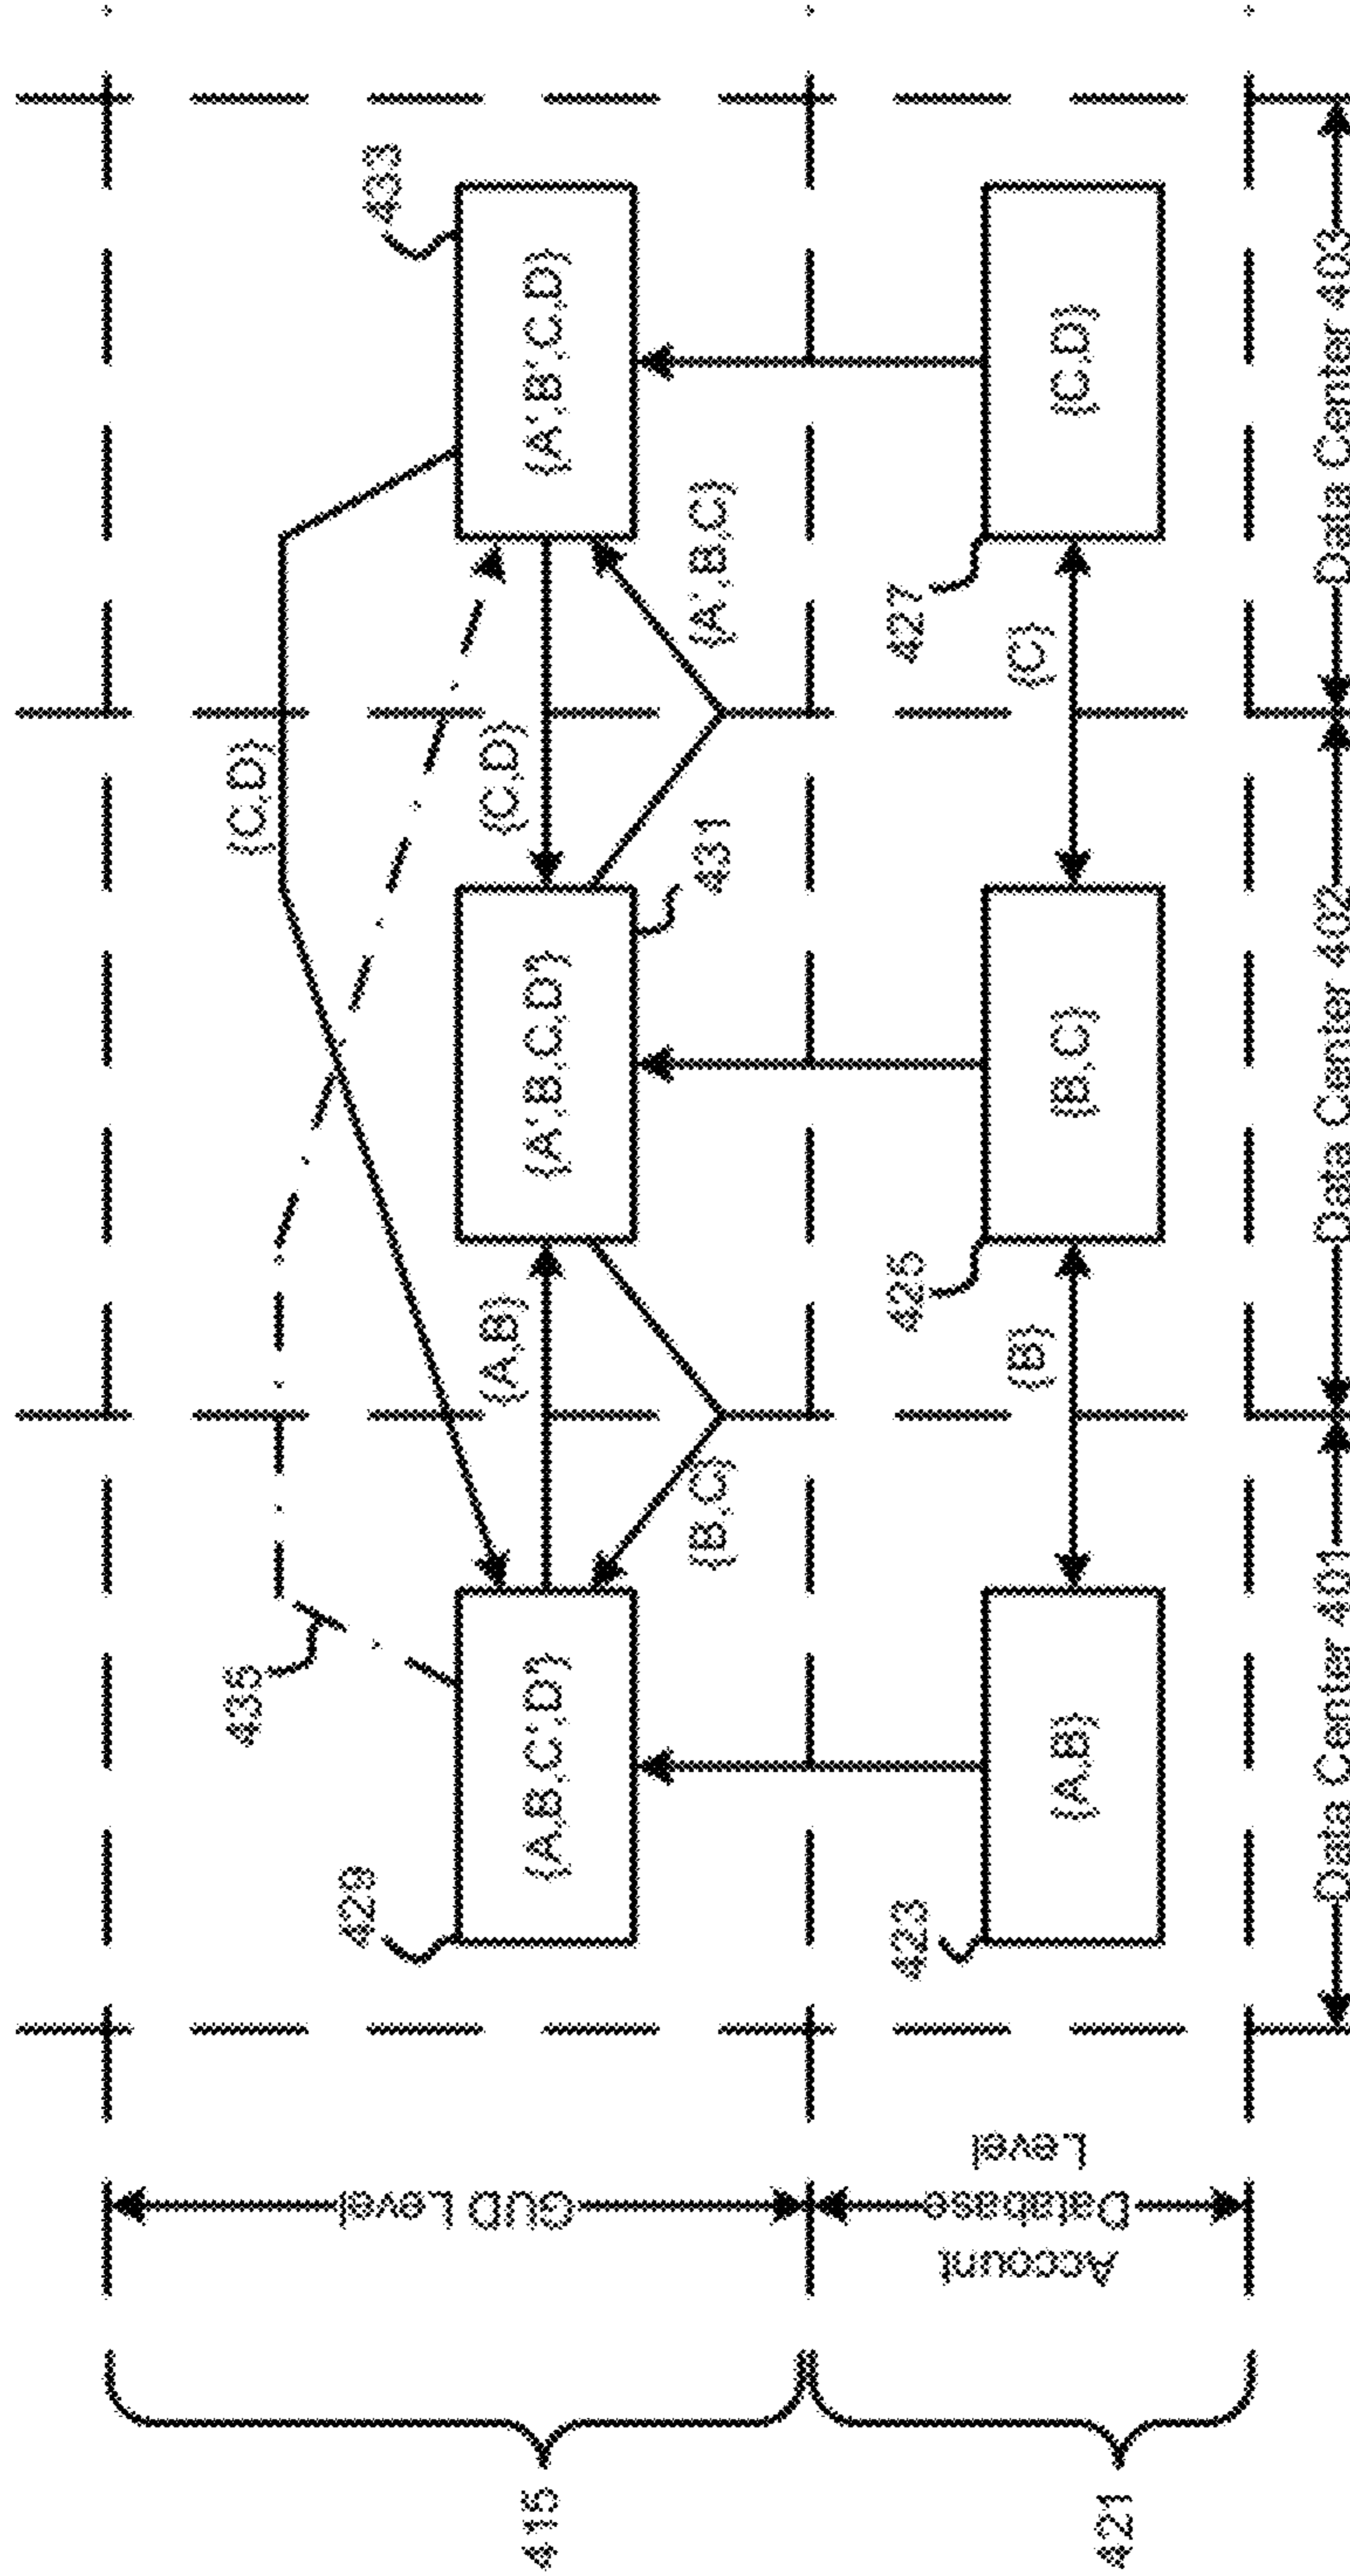 {C,D}
435
429
433
{A,B,C',D'}
{A,B}
{A',B,C,D'}
{C,D}
{A',B',C,D}
415
GUD Level
{B,C}
431
{A',B,C}
423
425
427
{B}
{C}
{A,B}
{B,C}
{C,D}
421
Account
Database
Level
Data Center 401
Data Center 402
Data Center 403